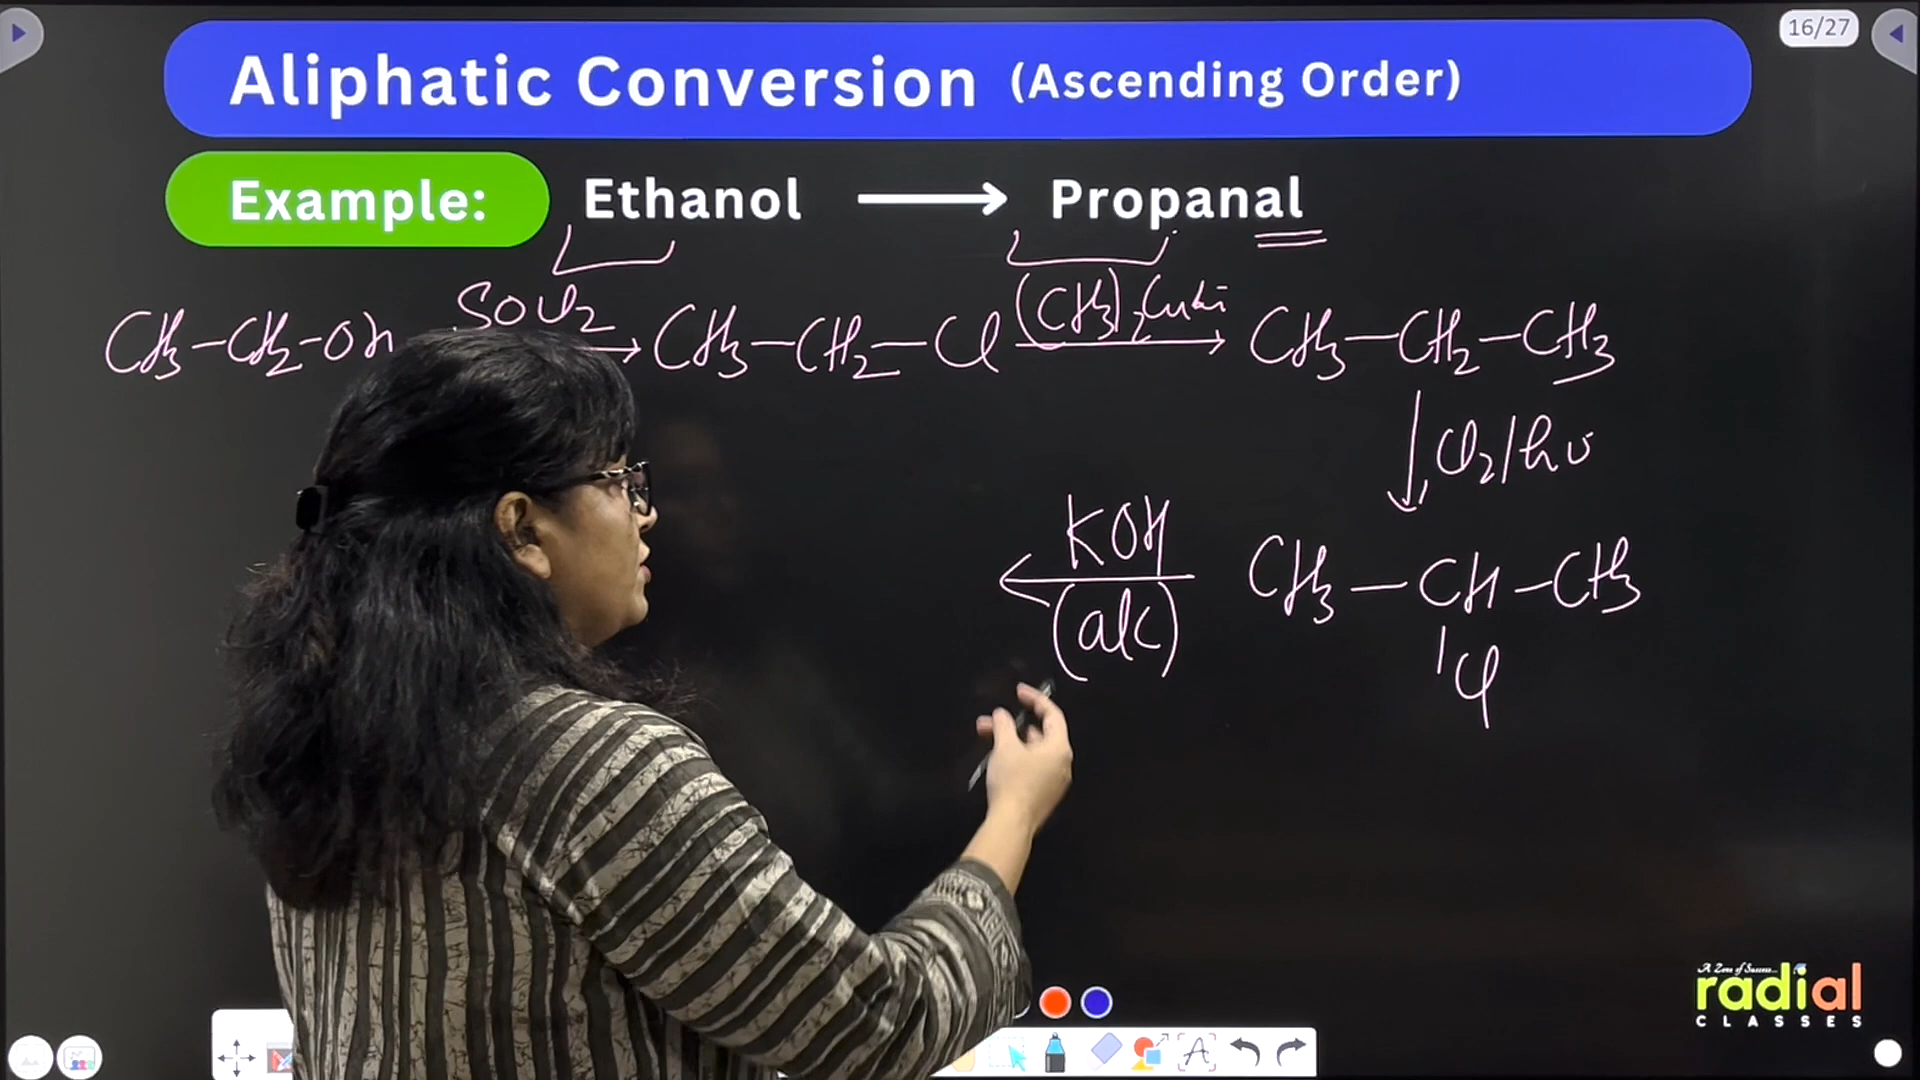 16/27
Aliphatic Conversion (Ascending Order)
Example: Ethanol ⟶ Propanal
CH3-CH2-OH SOCl2 → CH3-CH2-Cl (CH3)2CuLi → CH3-CH2-CH3
↓ Cl2/hν
KOH
← CH3-CH-CH3
(alc)
Cl
A Zone of Success...
radial
CLASSES